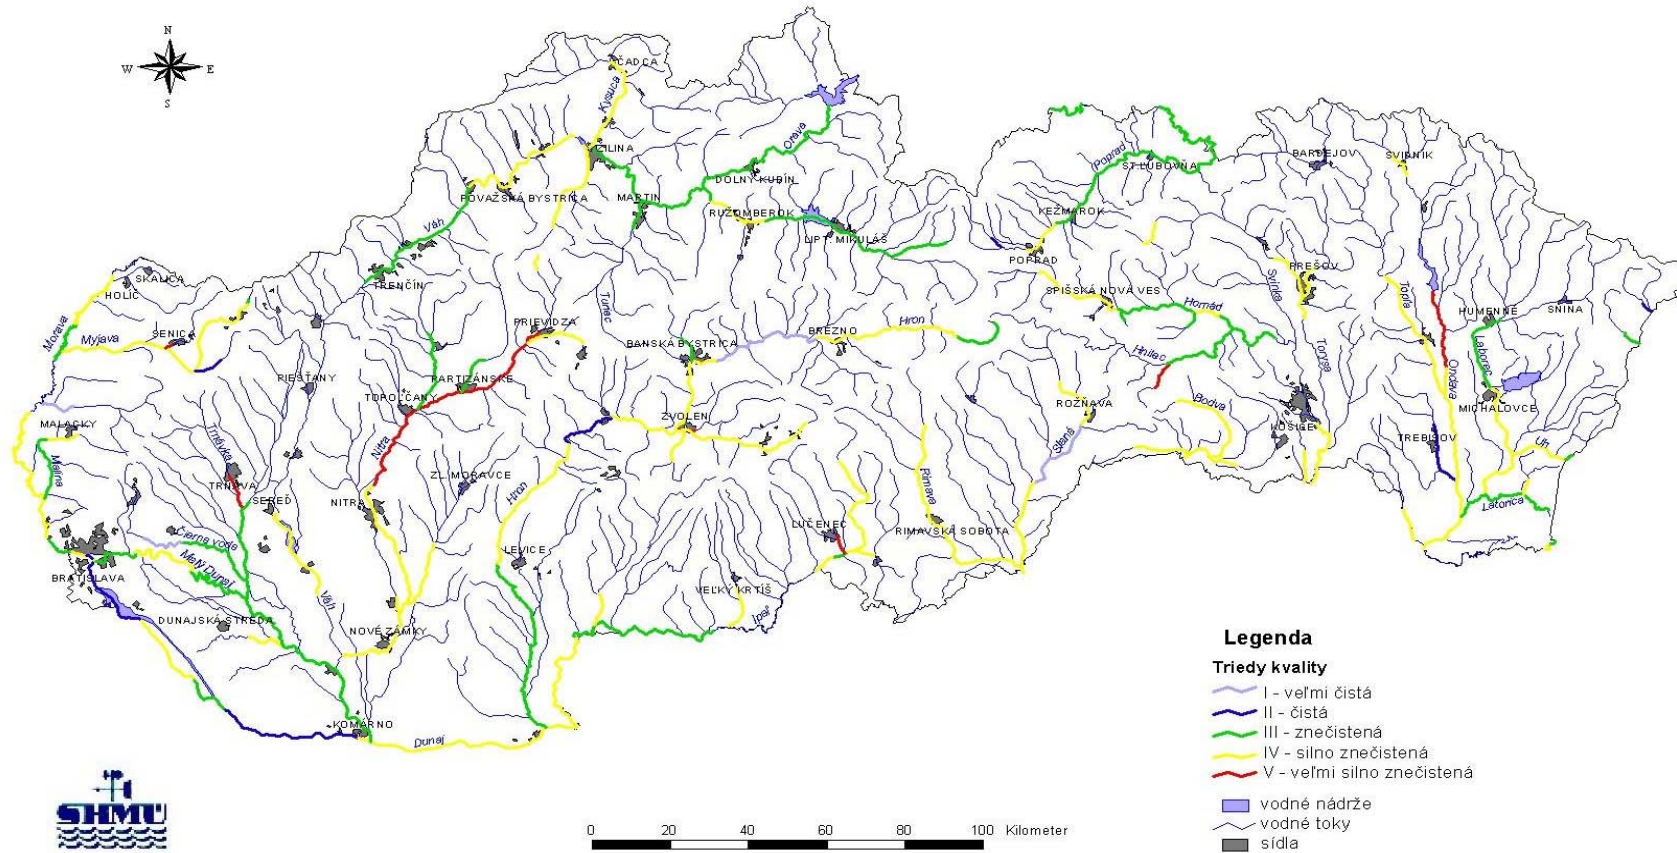 N
W E
S
ČADCA
Kysuca
ŽILINA
Orava
DOLNÝ KUBÍN
POVAŽSKÁ BYSTRICA
MARTIN
RUŽOMBEROK
LIPT. MIKULÁŠ
Váh
TRENČÍN
Poprad
ST.ĽUBOVŇA
BARDEJOV
SVIDNÍK
KEŽMAROK
POPRAD
PREŠOV
SPIŠSKÁ NOVÁ VES
Hornád
Svinka
Topľa
HUMENNÉ
SNINA
SKALICA
HOLÍČ
Morava
Myjava
SENICA
Turiec
PRIEVIDZA
BANSKÁ BYSTRICA
BREZNO
Hron
Hnilec
Torysa
Ondava
Laborec
PIEŠŤANY
PARTIZÁNSKE
TOPOĽČANY
MALACKY
Malina
Trnávka
Nitra
ZVOLEN
ROŽŇAVA
Slaná
Bodva
KOŠICE
MICHALOVCE
TREBIŠOV
Uh
Latorica
TRNAVA
SEREĎ
NITRA
ZL. MORAVCE
Hron
Rimava
LUČENEC
RIMAVSKÁ SOBOTA
Čierna voda
Malý Dunaj
BRATISLAVA
LEVICE
VEĽKÝ KRTÍŠ
Ipeľ
Váh
DUNAJSKÁ STREDA
NOVÉ ZÁMKY
KOMÁRNO
Dunaj
Legenda
Triedy kvality
I - veľmi čistá
II - čistá
III - znečistená
IV - silno znečistená
V - veľmi silno znečistená
vodné nádrže
vodné toky
sídla
SHMÚ
0 20 40 60 80 100 Kilometer